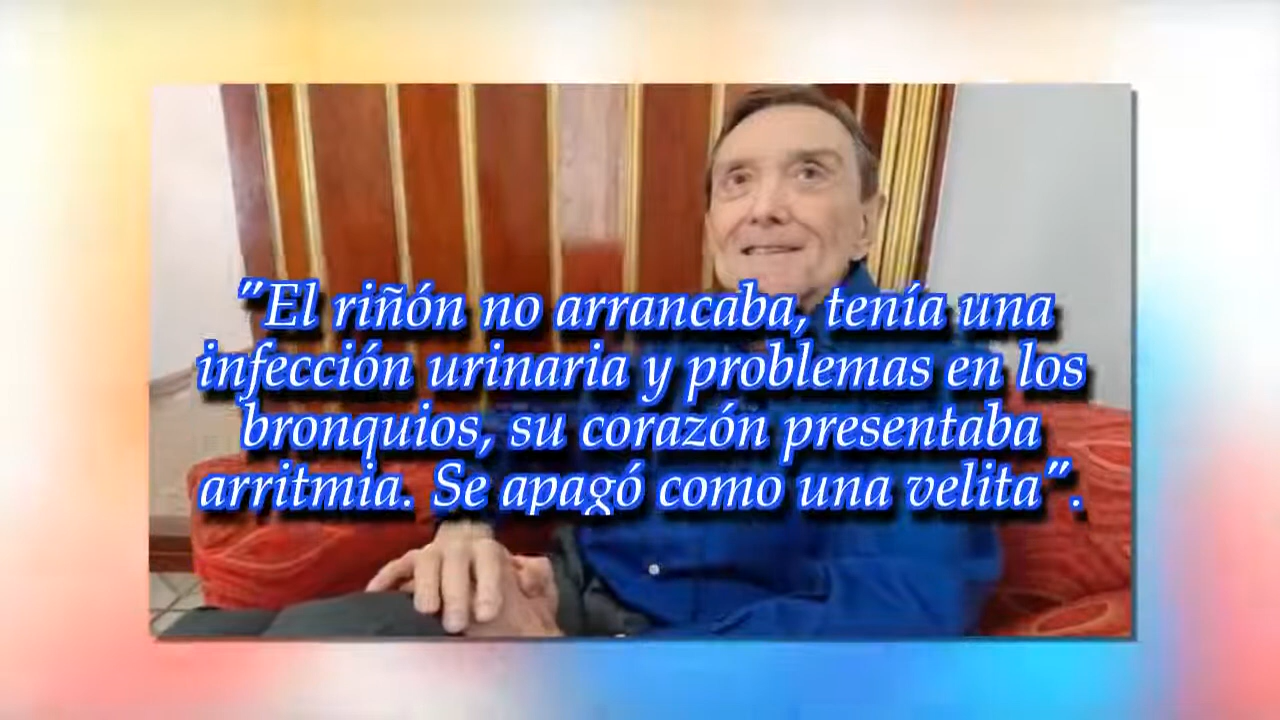 "El riñón no arrancaba, tenía una
infección urinaria y problemas en los
bronquios, su corazón presentaba
arritmia. Se apagó como una velita".